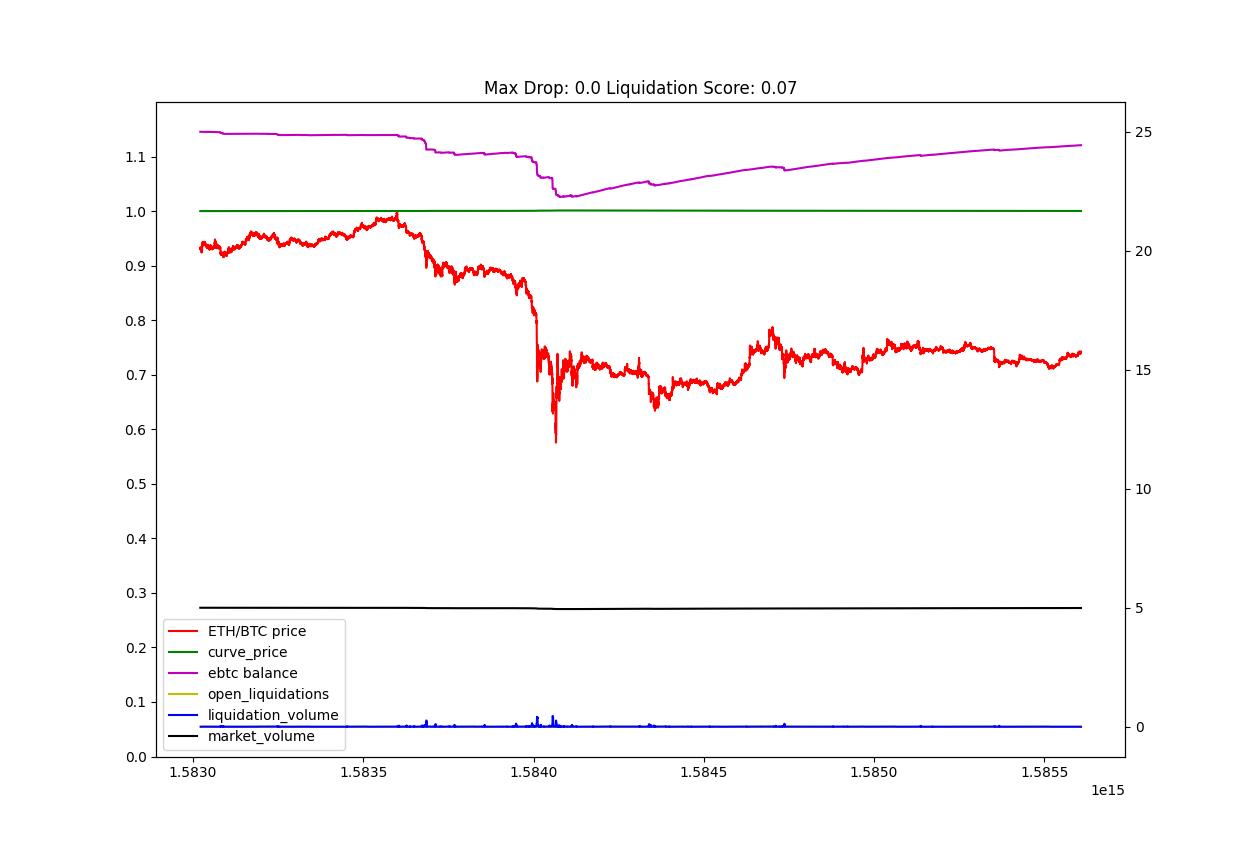 Max Drop: 0.0 Liquidation Score: 0.07
1.1
1.0
0.9
0.8
0.7
0.6
0.5
0.4
0.3
0.2
0.1
0.0
25
20
15
10
5
0
ETH/BTC price
curve_price
ebtc balance
open_liquidations
liquidation_volume
market_volume
1.5830 1.5835 1.5840 1.5845 1.5850 1.5855
1e15